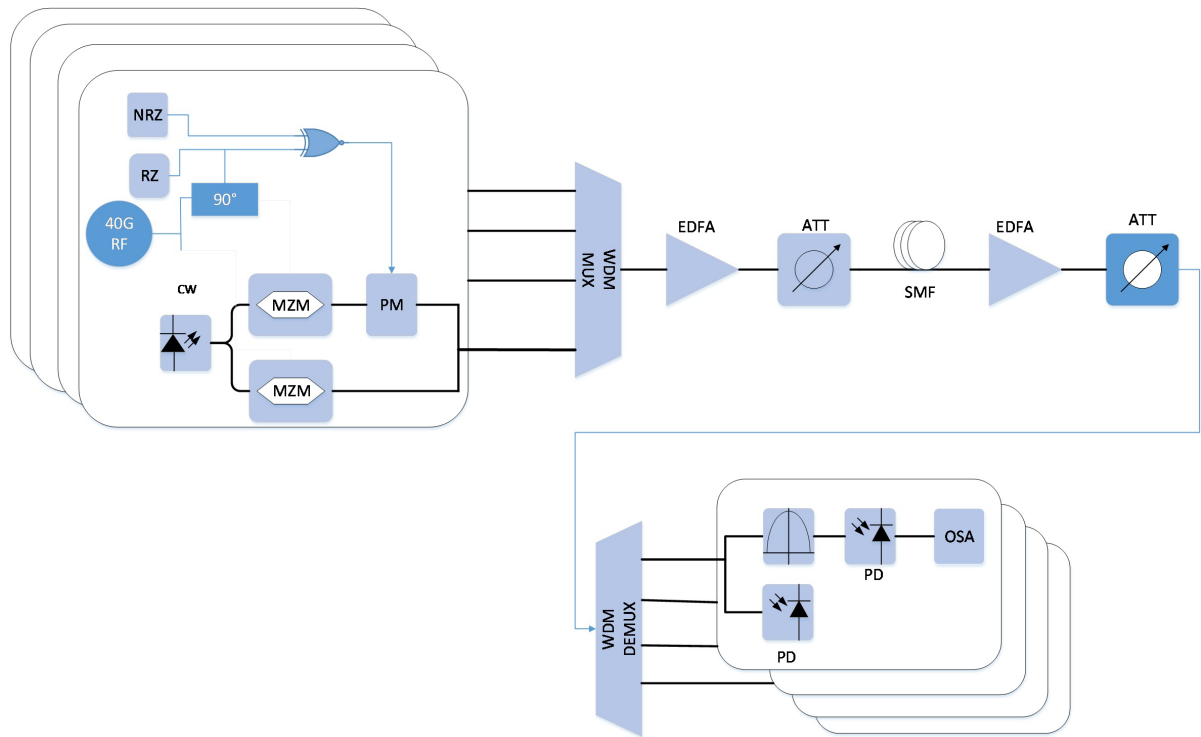 NRZ
RZ
90°
40G
RF
CW
MZM
PM
MZM
WDM
MUX
EDFA
ATT
SMF
EDFA
ATT
WDM
DEMUX
PD
OSA
PD